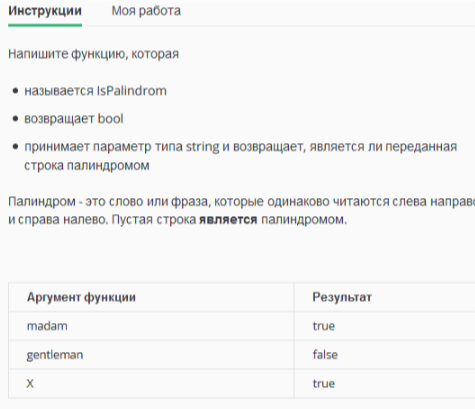 Инструкции Моя работа
Напишите функцию, которая
• называется IsPalindrom
• возвращает bool
• принимает параметр типа string и возвращает, является ли переданная
строка палиндромом
Палиндром - это слово или фраза, которые одинаково читаются слева направо
и справа налево. Пустая строка является палиндромом.
Аргумент функции Результат
madam true
gentleman false
X true